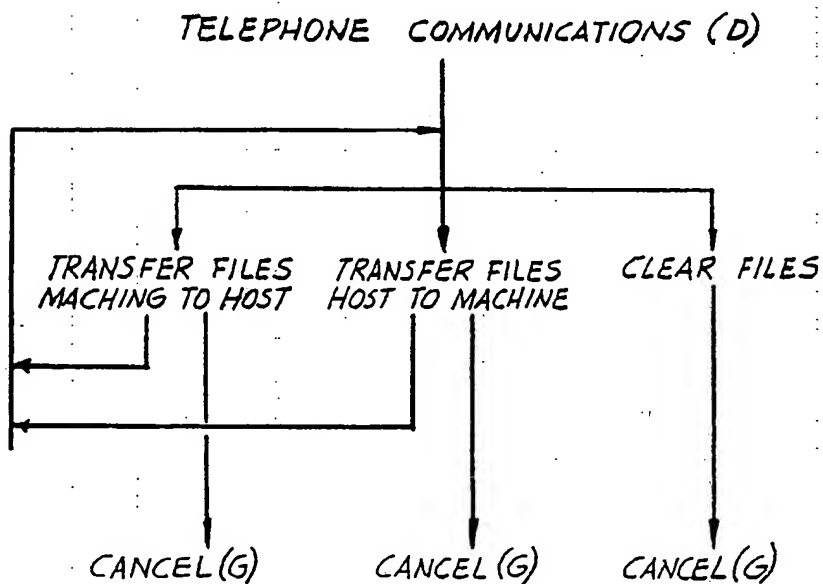 TELEPHONE COMMUNICATIONS (D)
TRANSFER FILES
MACHING TO HOST
TRANSFER FILES
HOST TO MACHINE
CLEAR FILES
CANCEL (G)
CANCEL (G)
CANCEL (G)